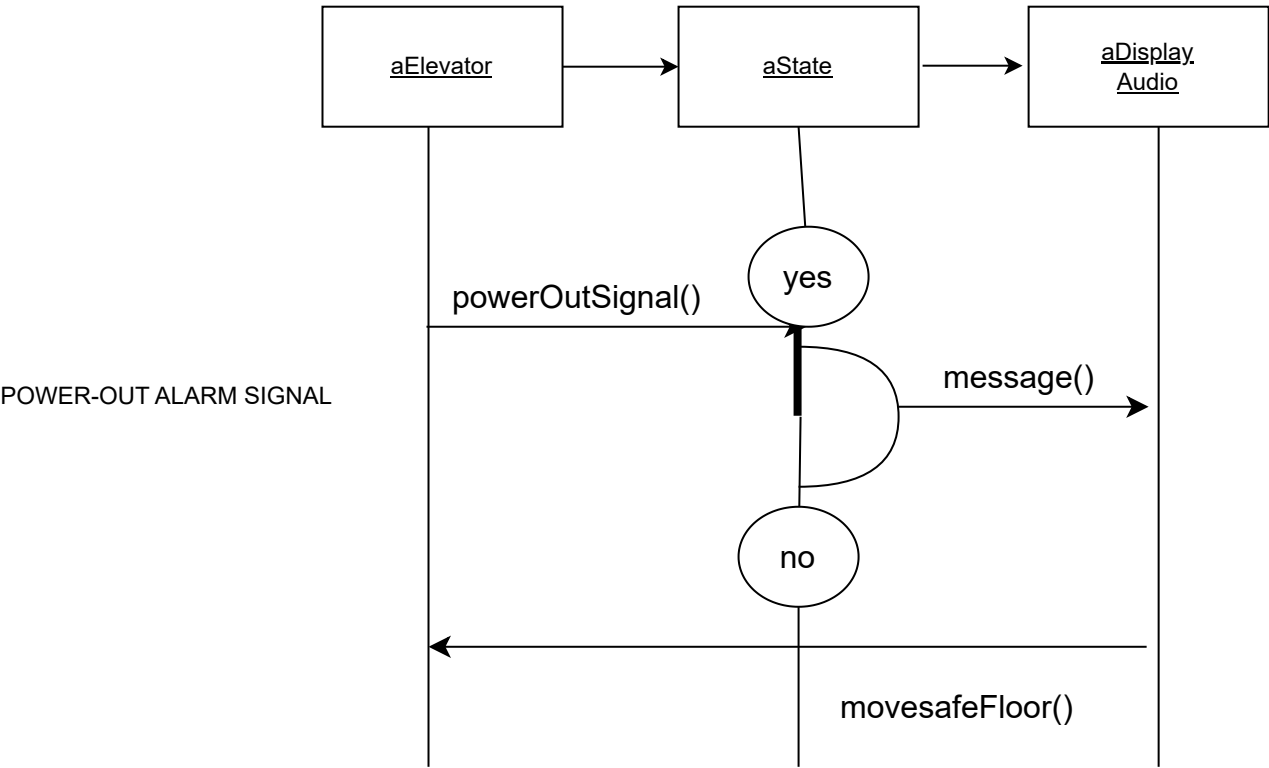 aElevator
aState
aDisplay
Audio
yes
powerOutSignal()
message()
POWER-OUT ALARM SIGNAL
no
movesafeFloor()